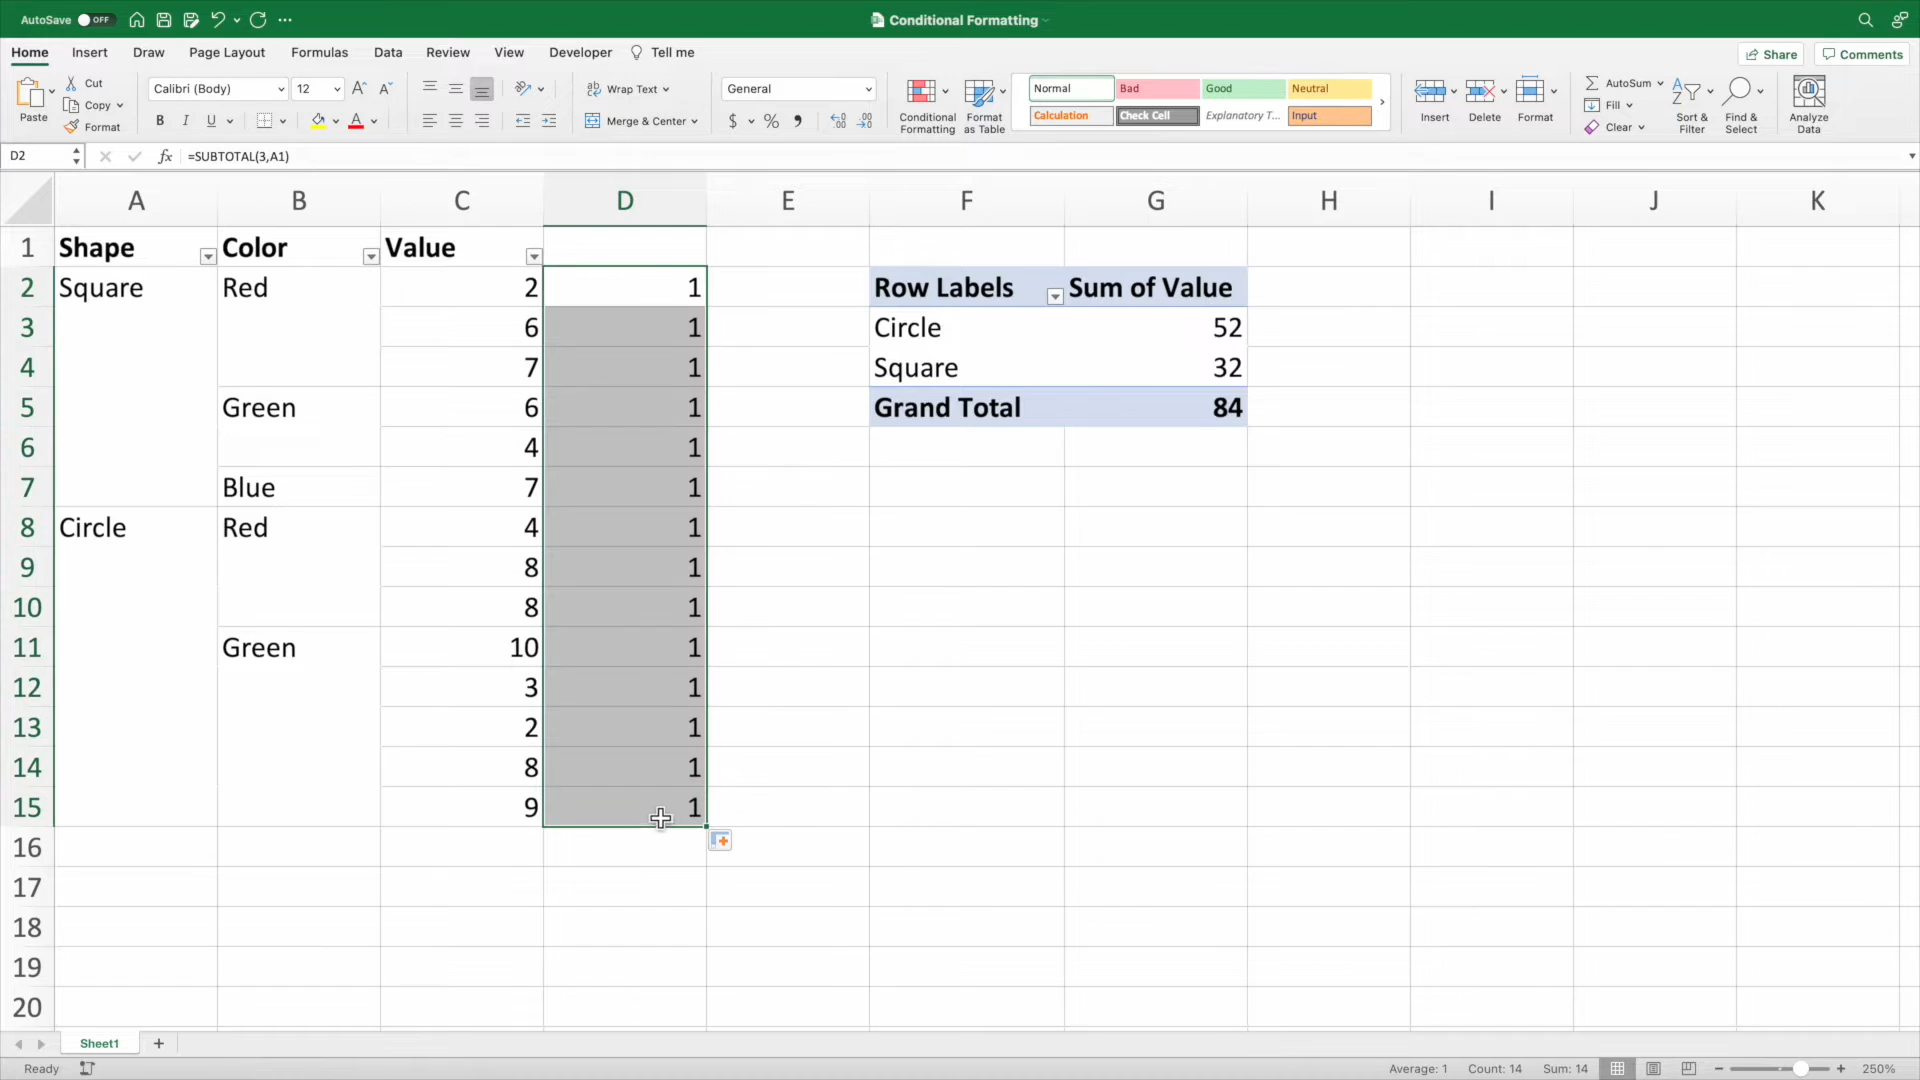 AutoSave OFF Conditional Formatting
Home Insert Draw Page Layout Formulas Data Review View Developer Tell me Share Comments
Paste Cut Copy Format
Calibri (Body) 12 A A
B I U A
Wrap Text
Merge & Center
General
$ %
Conditional Formatting
Format as Table
Normal Bad Good Neutral
Calculation Check Cell Explanatory T... Input
Insert Delete Format
AutoSum
Fill
Clear
Sort & Filter
Find & Select
Analyze Data
D2 fx =SUBTOTAL(3,A1)
A B C D E F G H I J K
1 Shape Color Value
2 Square Red 2 1 Row Labels Sum of Value
3 6 1 Circle 52
4 7 1 Square 32
5 Green 6 1 Grand Total 84
6 4 1
7 Blue 7 1
8 Circle Red 4 1
9 8 1
10 8 1
11 Green 10 1
12 3 1
13 2 1
14 8 1
15 9 1
16
17
18
19
20
Sheet1 +
Ready Average: 1 Count: 14 Sum: 14 250%